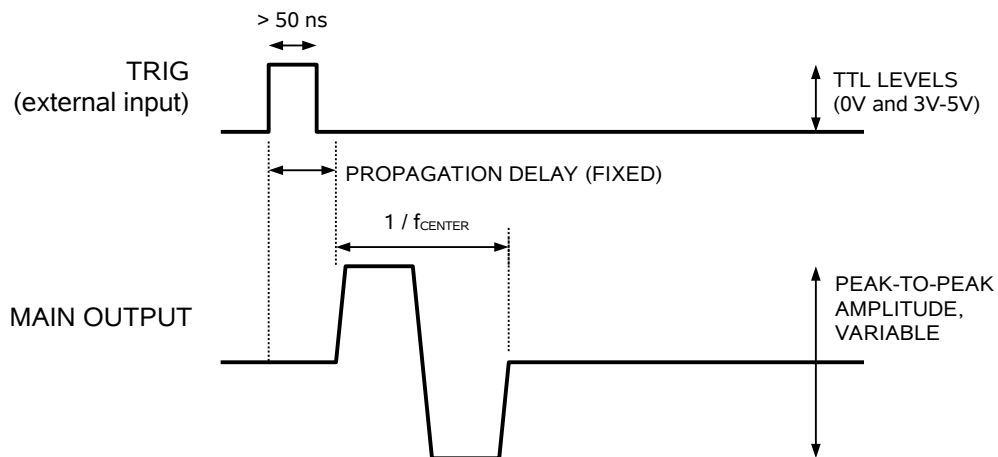 > 50 ns
TRIG
(external input)
TTL LEVELS
(0V and 3V-5V)
PROPAGATION DELAY (FIXED)
1 / fCENTER
MAIN OUTPUT
PEAK-TO-PEAK
AMPLITUDE,
VARIABLE